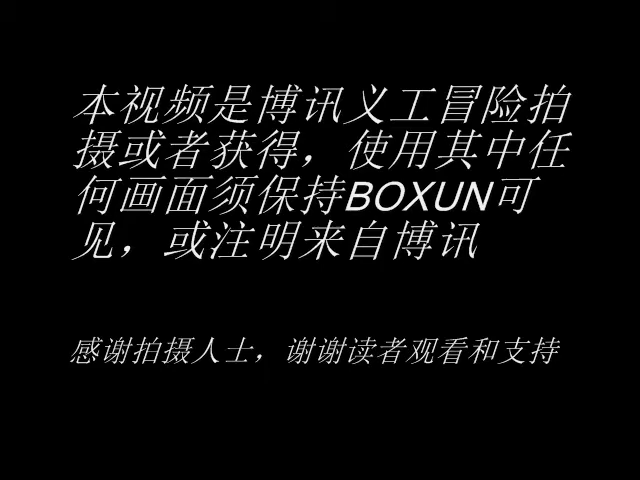 本视频是博讯义工冒险拍
摄或者获得，使用其中任
何画面须保持BOXUN可
见，或注明来自博讯
感谢拍摄人士，谢谢读者观看和支持